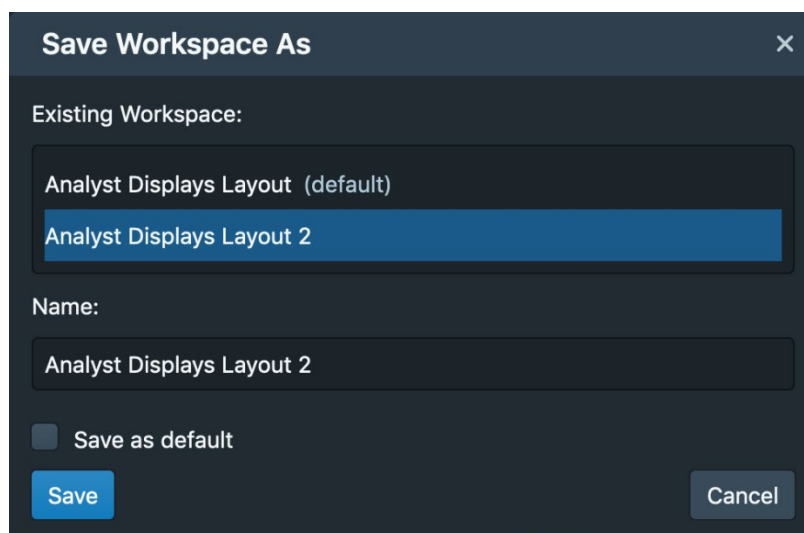 Save Workspace As
Existing Workspace:
Analyst Displays Layout (default)
Analyst Displays Layout 2
Name:
Analyst Displays Layout 2
Save as default
Save Cancel